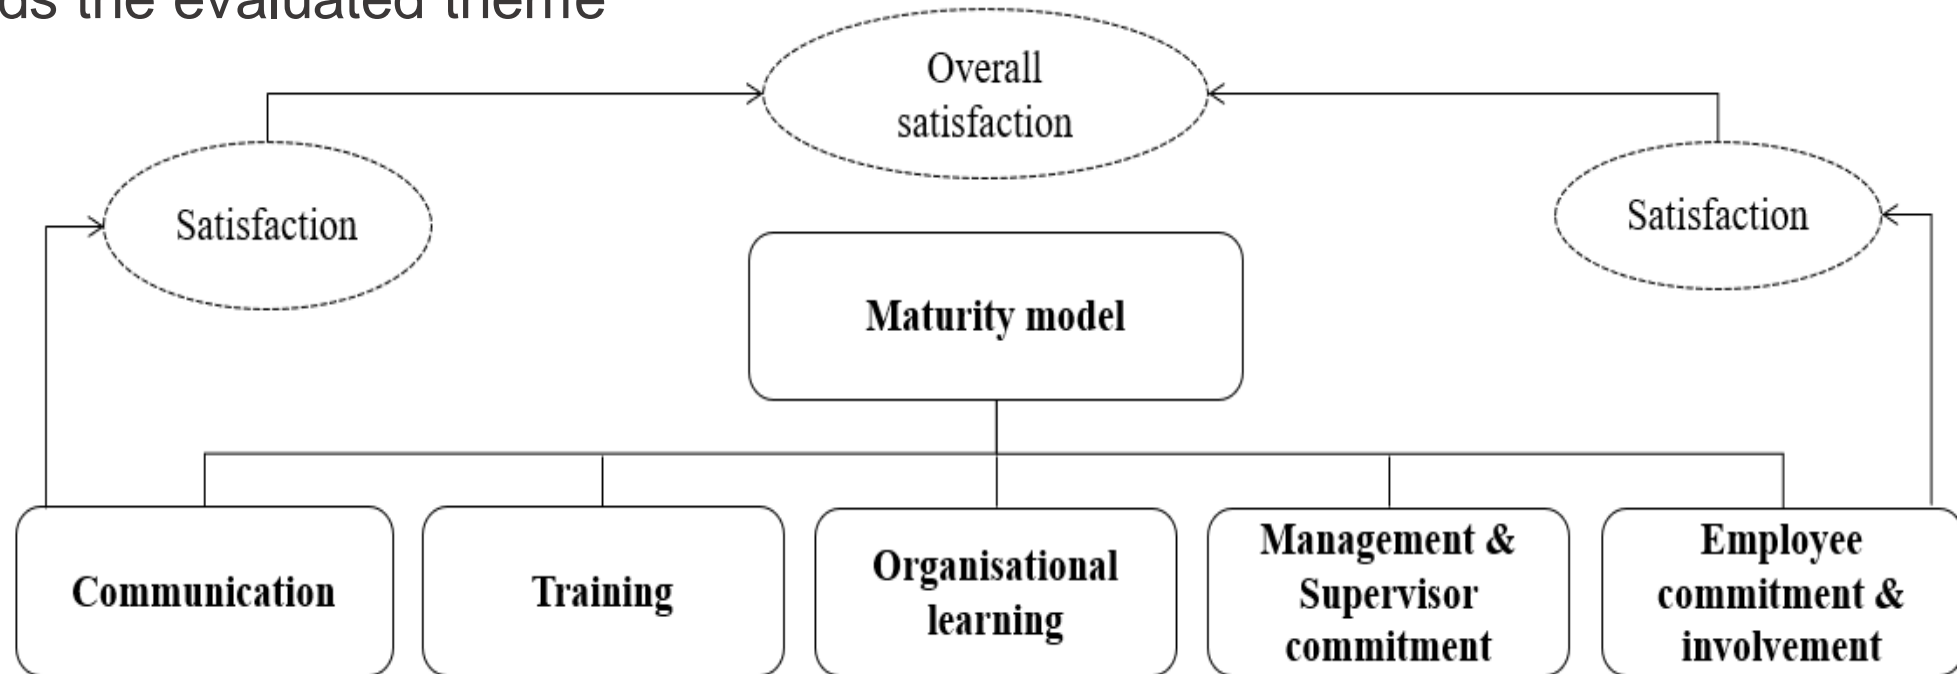 ds the evaluated theme
Overall
satisfaction
Satisfaction
Satisfaction
Maturity model
Communication
Training
Organisational
learning
Management &
Supervisor
commitment
Employee
commitment &
involvement